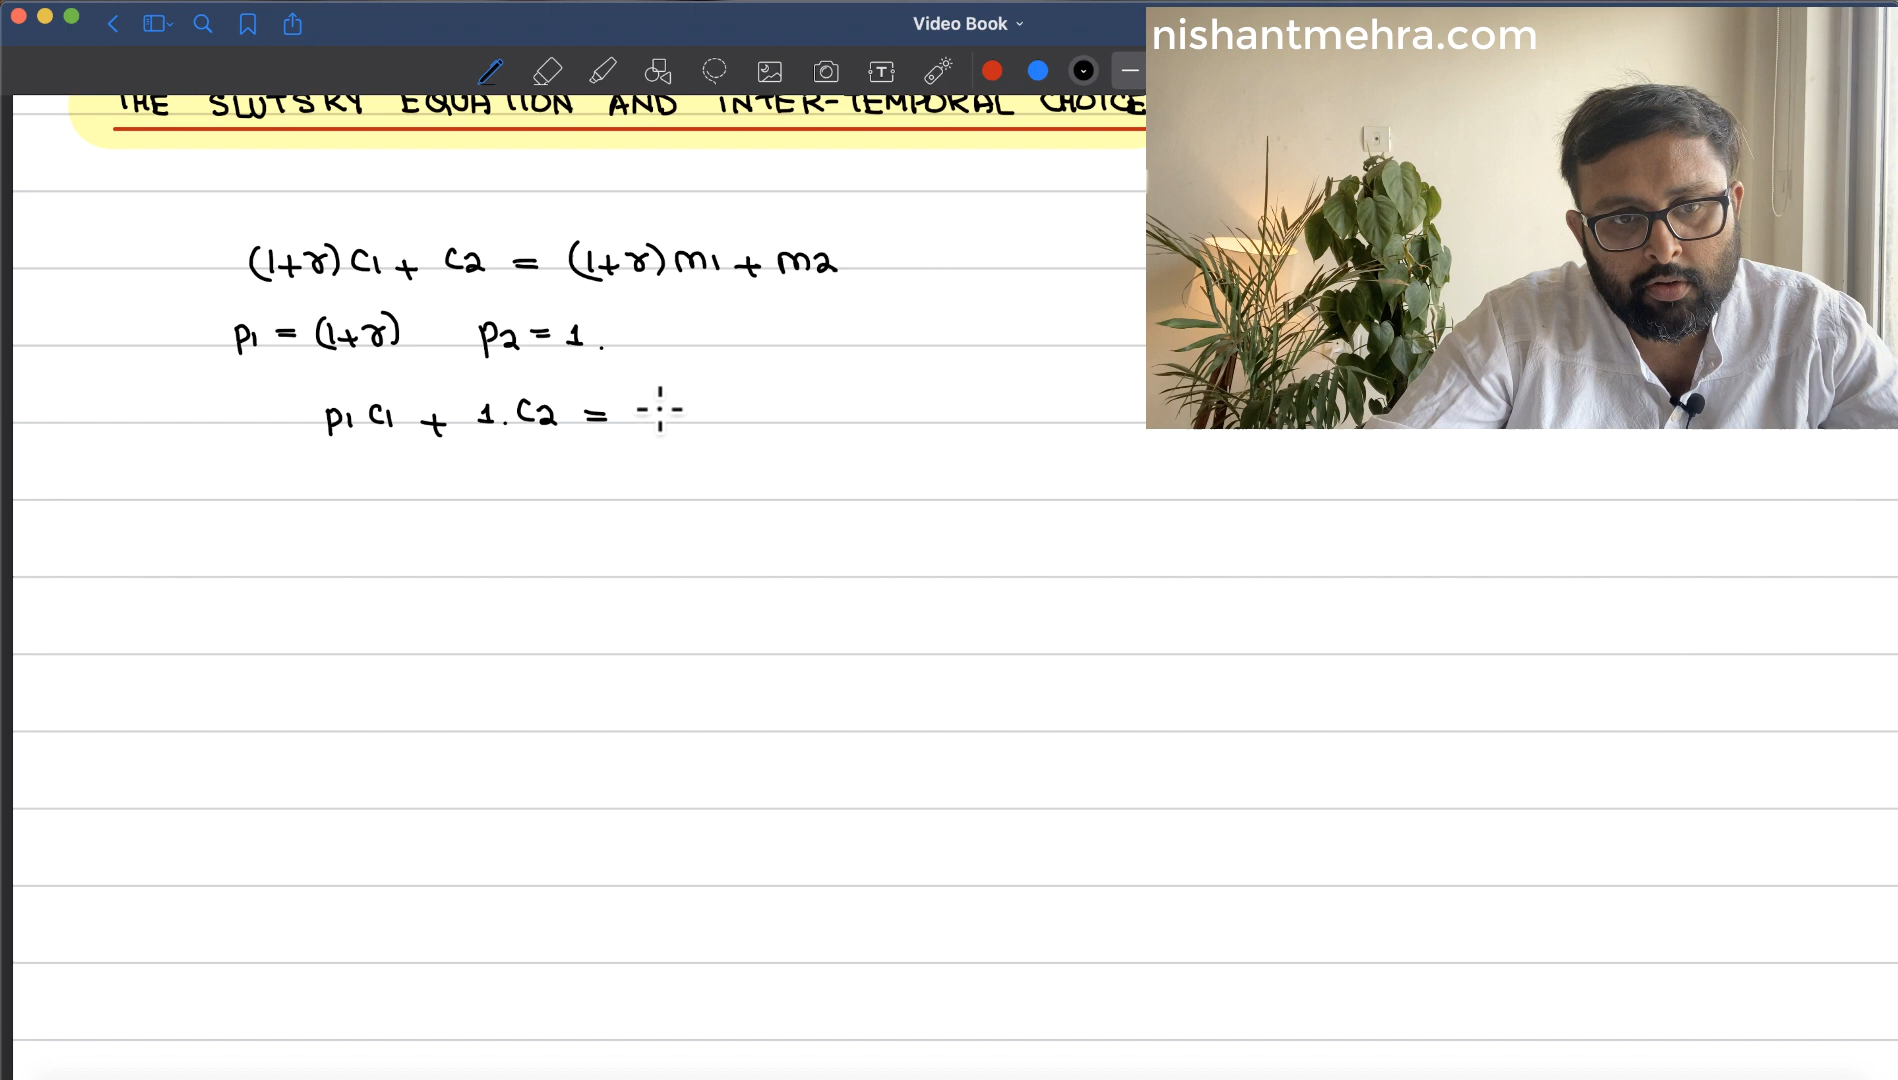 Video Book
nishantmehra.com
THE SLUTSKY EQUATION AND INTER-TEMPORAL CHOICE
(1+r) C1 + C2 = (1+r) m1 + m2
P1 = (1+r) P2 = 1.
P1 C1 + 1. C2 =